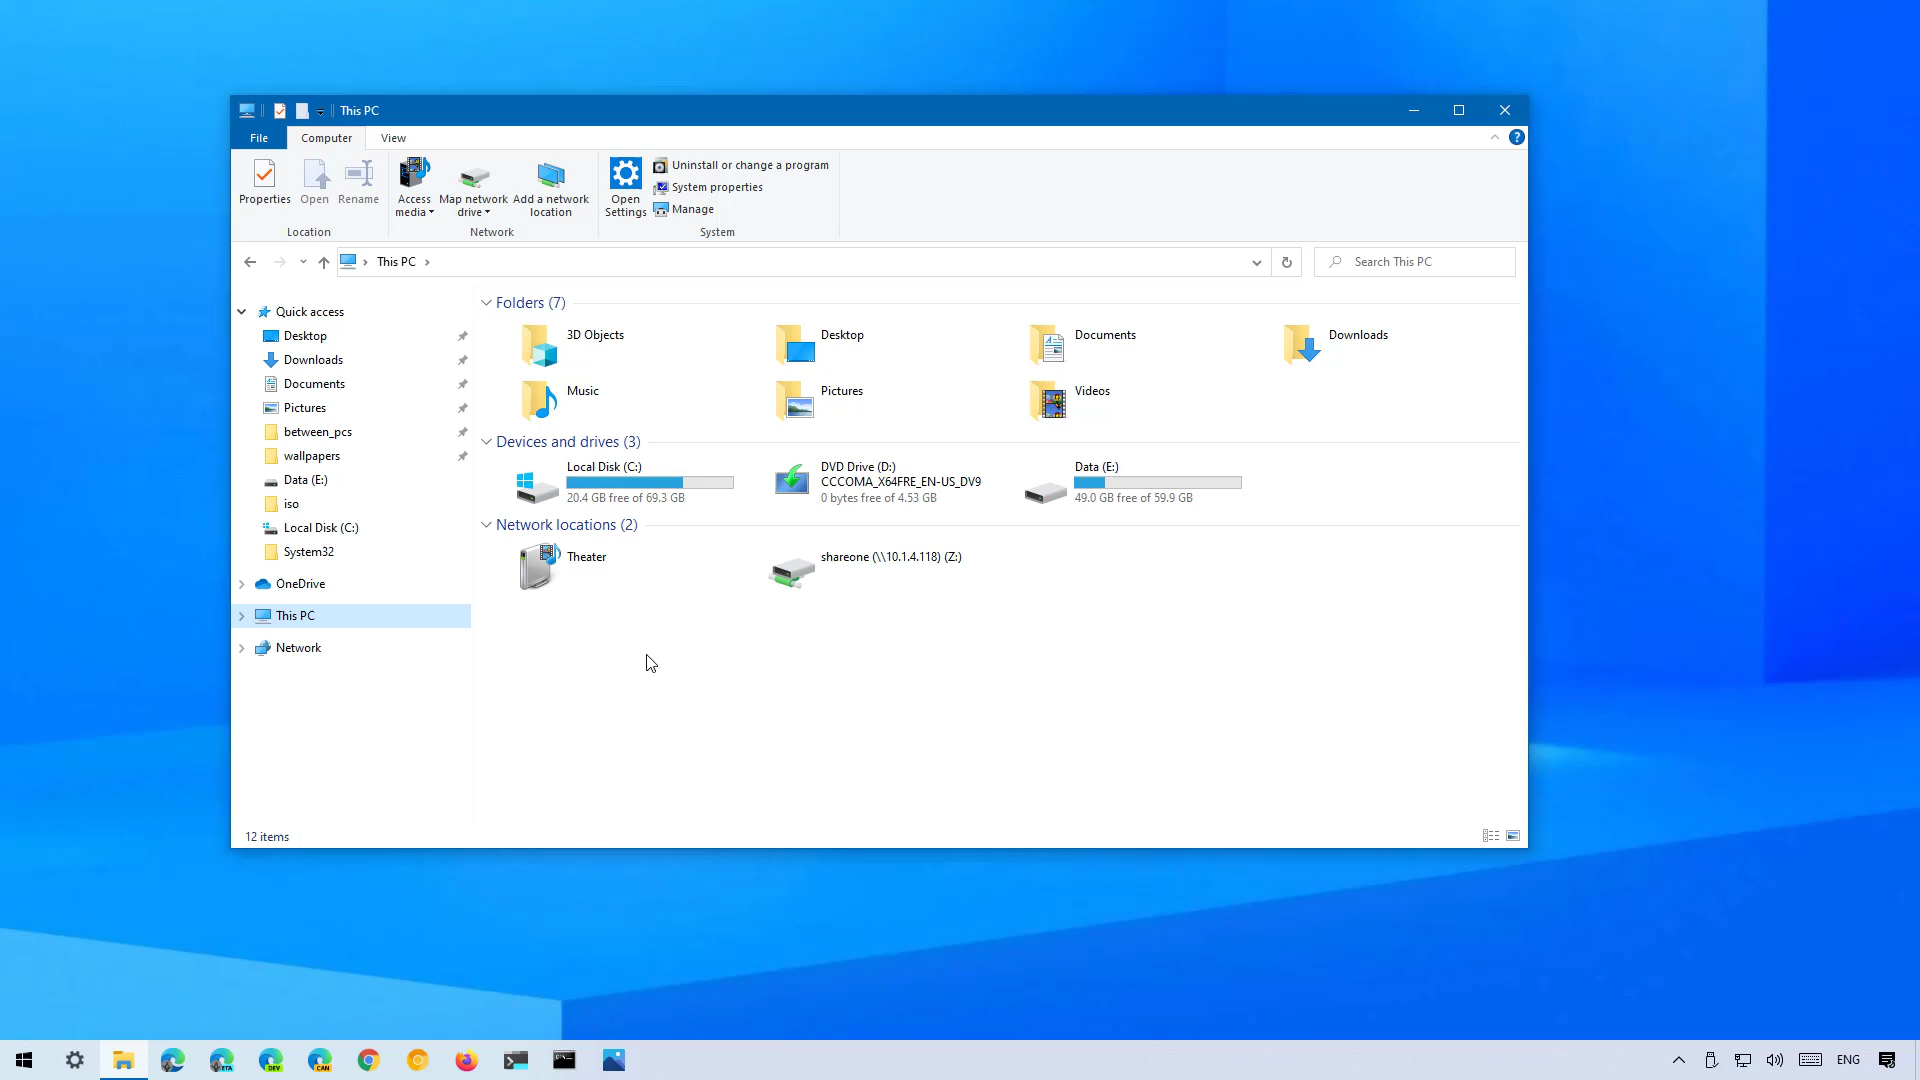 This PC
File
Computer
View
Properties
Open
Rename
Access
media
Map network
drive
Add a network
location
Open
Settings
Uninstall or change a program
System properties
Manage
Location
Network
System
This PC
Search This PC
Quick access
Desktop
Downloads
Documents
Pictures
between_pcs
wallpapers
Data (E:)
iso
Local Disk (C:)
System32
OneDrive
This PC
Network
Folders (7)
3D Objects
Desktop
Documents
Downloads
Music
Pictures
Videos
Devices and drives (3)
Local Disk (C:)
20.4 GB free of 69.3 GB
DVD Drive (D:)
CCCOMA_X64FRE_EN-US_DV9
0 bytes free of 4.53 GB
Data (E:)
49.0 GB free of 59.9 GB
Network locations (2)
Theater
shareone (\\10.1.4.118) (Z:)
12 items
BETA
DEV
CAN
ENG